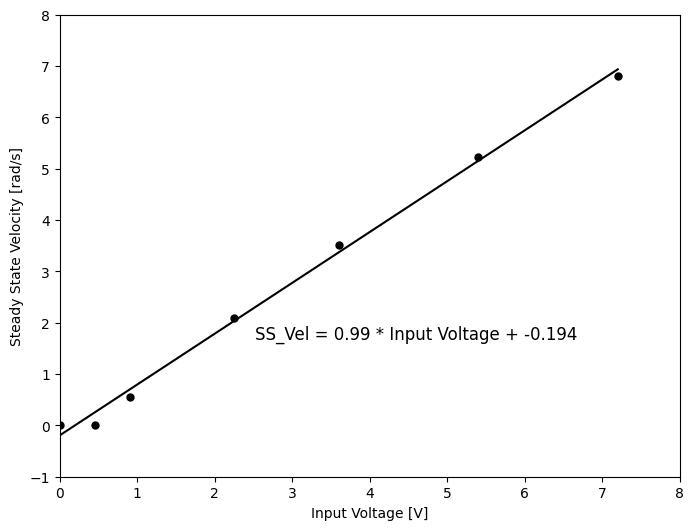 8
7
6
5
4
3
2
1
0
−1
Steady State Velocity [rad/s]
SS_Vel = 0.99 * Input Voltage + -0.194
0 1 2 3 4 5 6 7 8
Input Voltage [V]